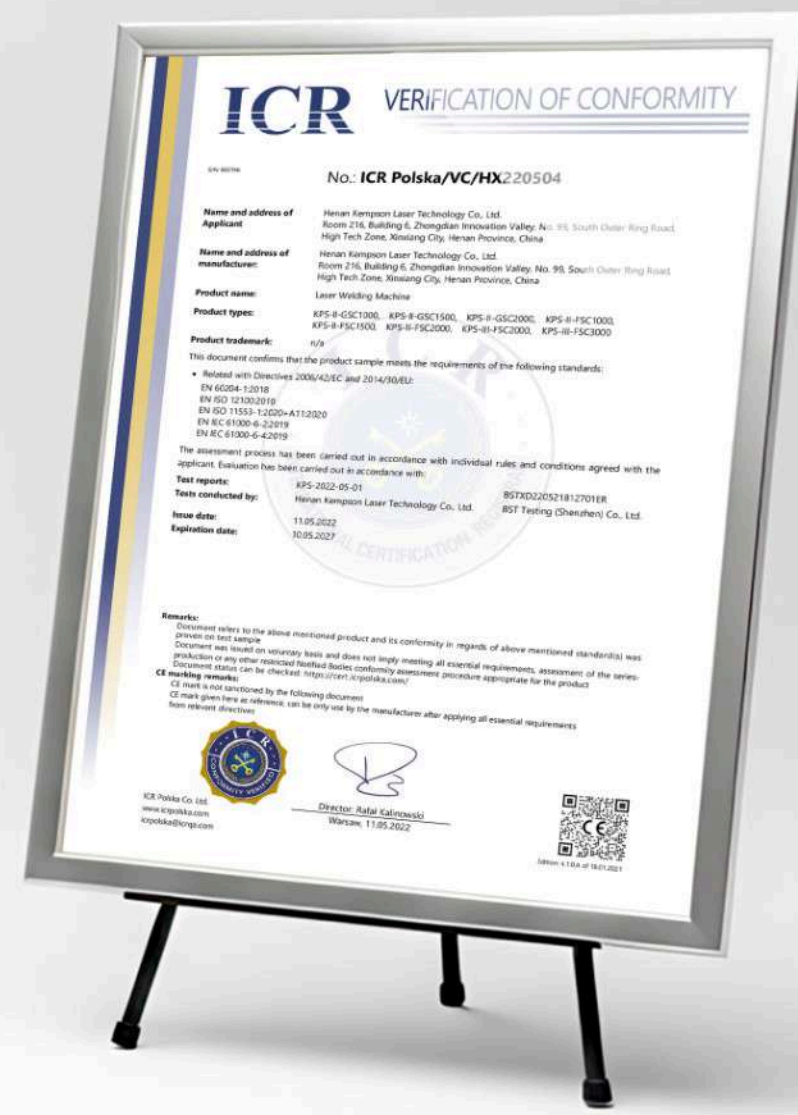 ICR VERIFICATION OF CONFORMITY
No.: ICR Polska/VC/HX220504
Name and address of Applicant
Henan Kempson Laser Technology Co., Ltd.
Room 216, Building 6, Zhongdian Innovation Valley. No. 99, South Outer Ring Road,
High Tech Zone, Xinxiang City, Henan Province, China
Name and address of manufacturer:
Henan Kempson Laser Technology Co., Ltd.
Room 216, Building 6, Zhongdian Innovation Valley. No. 99, South Outer Ring Road,
High Tech Zone, Xinxiang City, Henan Province, China
Product name: Laser Welding Machine
Product types: KPS-II-GSC1000, KPS-II-GSC1500, KPS-II-GSC2000, KPS-II-FSC1000,
KPS-II-FSC1500, KPS-II-FSC2000, KPS-III-FSC2000, KPS-III-FSC3000
Product trademark: n/a
This document confirms that the product sample meets the requirements of the following standards:
• Related with Directives 2006/42/EC and 2014/30/EU:
EN 60204-1:2018
EN ISO 12100:2010
EN ISO 11553-1:2020+A11:2020
EN IEC 61000-6-2:2019
EN IEC 61000-6-4:2019
The assessment process has been carried out in accordance with individual rules and conditions agreed with the
applicant. Evaluation has been carried out in accordance with:
Test reports: KPS-2022-05-01 BSTXD220521812701ER
Tests conducted by: Henan Kempson Laser Technology Co., Ltd. BST Testing (Shenzhen) Co., Ltd.
Issue date: 11.05.2022
Expiration date: 10.05.2027
Remarks:
Document refers to the above mentioned product and its conformity in regards of above mentioned standard(s) was
proven on test sample
Document was issued on voluntary basis and does not imply meeting all essential requirements, assessment of the series-
production or any other restricted Notified Bodies conformity assessment procedure appropriate for the product
Document status can be checked: https://cert.icrpolska.com/
CE marking remarks:
CE mark is not sanctioned by the following document
CE mark given here as reference, can be only use by the manufacturer after applying all essential requirements
from relevant directives
ICR
CONFORMITY VERIFIED
ICR Polska Co. Ltd.
www.icrpolska.com
icrpolska@icrqa.com
Director: Rafał Kalinowski
Warsaw, 11.05.2022
CE
Edition: 4.1.0.A of 18.01.2021